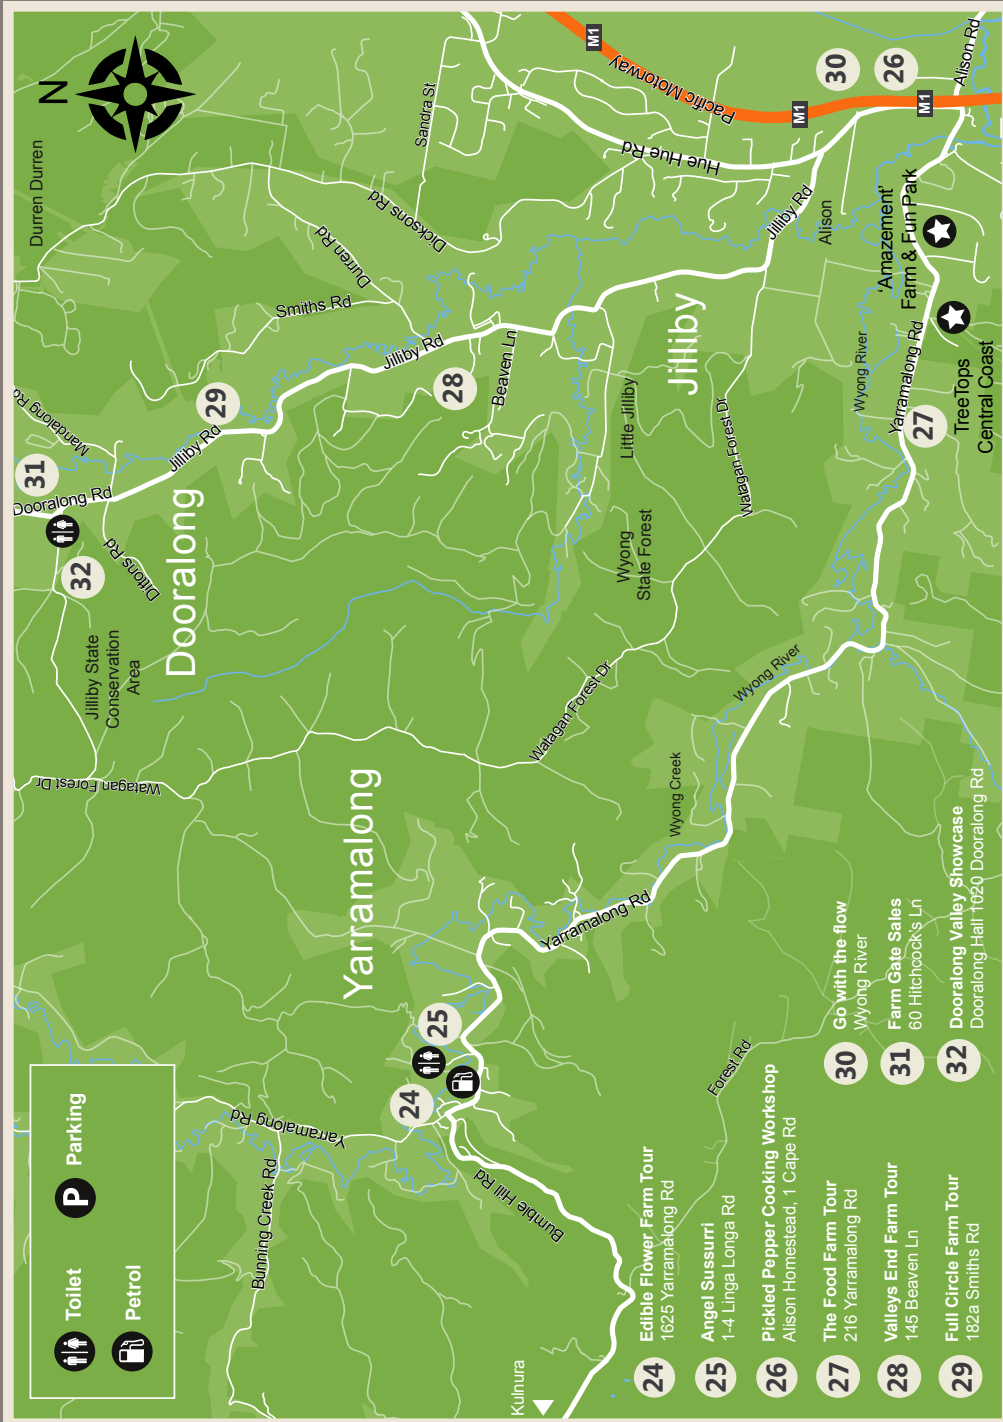 Toilet
P
Parking
Petrol
N
Durren Durren
Mandalong Rd
Dooralong Rd
31
32
Dittons Rd
Jilliby State
Conservation
Area
Watagan Forest Dr
Dooralong
Jilliby Rd
29
Smiths Rd
Durren Rd
Dicksons Rd
Sandra St
Jilliby Rd
28
Beaven Ln
Hue Hue Rd
Pacific Motorway
M1
M1
M1
30
26
Alison Rd
Jilliby Rd
Alison
Jilliby
Little Jilliby
Wyong
State Forest
Watagan Forest Dr
Watagan Forest Dr
'Amazement'
Farm & Fun Park
Wyong River
Yarramalong Rd
27
TreeTops
Central Coast
Wyong River
Wyong Creek
Yarramalong
Yarramalong Rd
25
24
Yarramalong Rd
Bunning Creek Rd
Bumble Hill Rd
Forest Rd
Kulnura
24
Edible Flower Farm Tour
1625 Yarramalong Rd
25
Angel Sussurri
1-4 Linga Longa Rd
26
Pickled Pepper Cooking Workshop
Alison Homestead, 1 Cape Rd
27
The Food Farm Tour
216 Yarramalong Rd
28
Valleys End Farm Tour
145 Beaven Ln
29
Full Circle Farm Tour
182a Smiths Rd
30
Go with the flow
Wyong River
31
Farm Gate Sales
60 Hitchcock's Ln
32
Dooralong Valley Showcase
Dooralong Hall 1020 Dooralong Rd